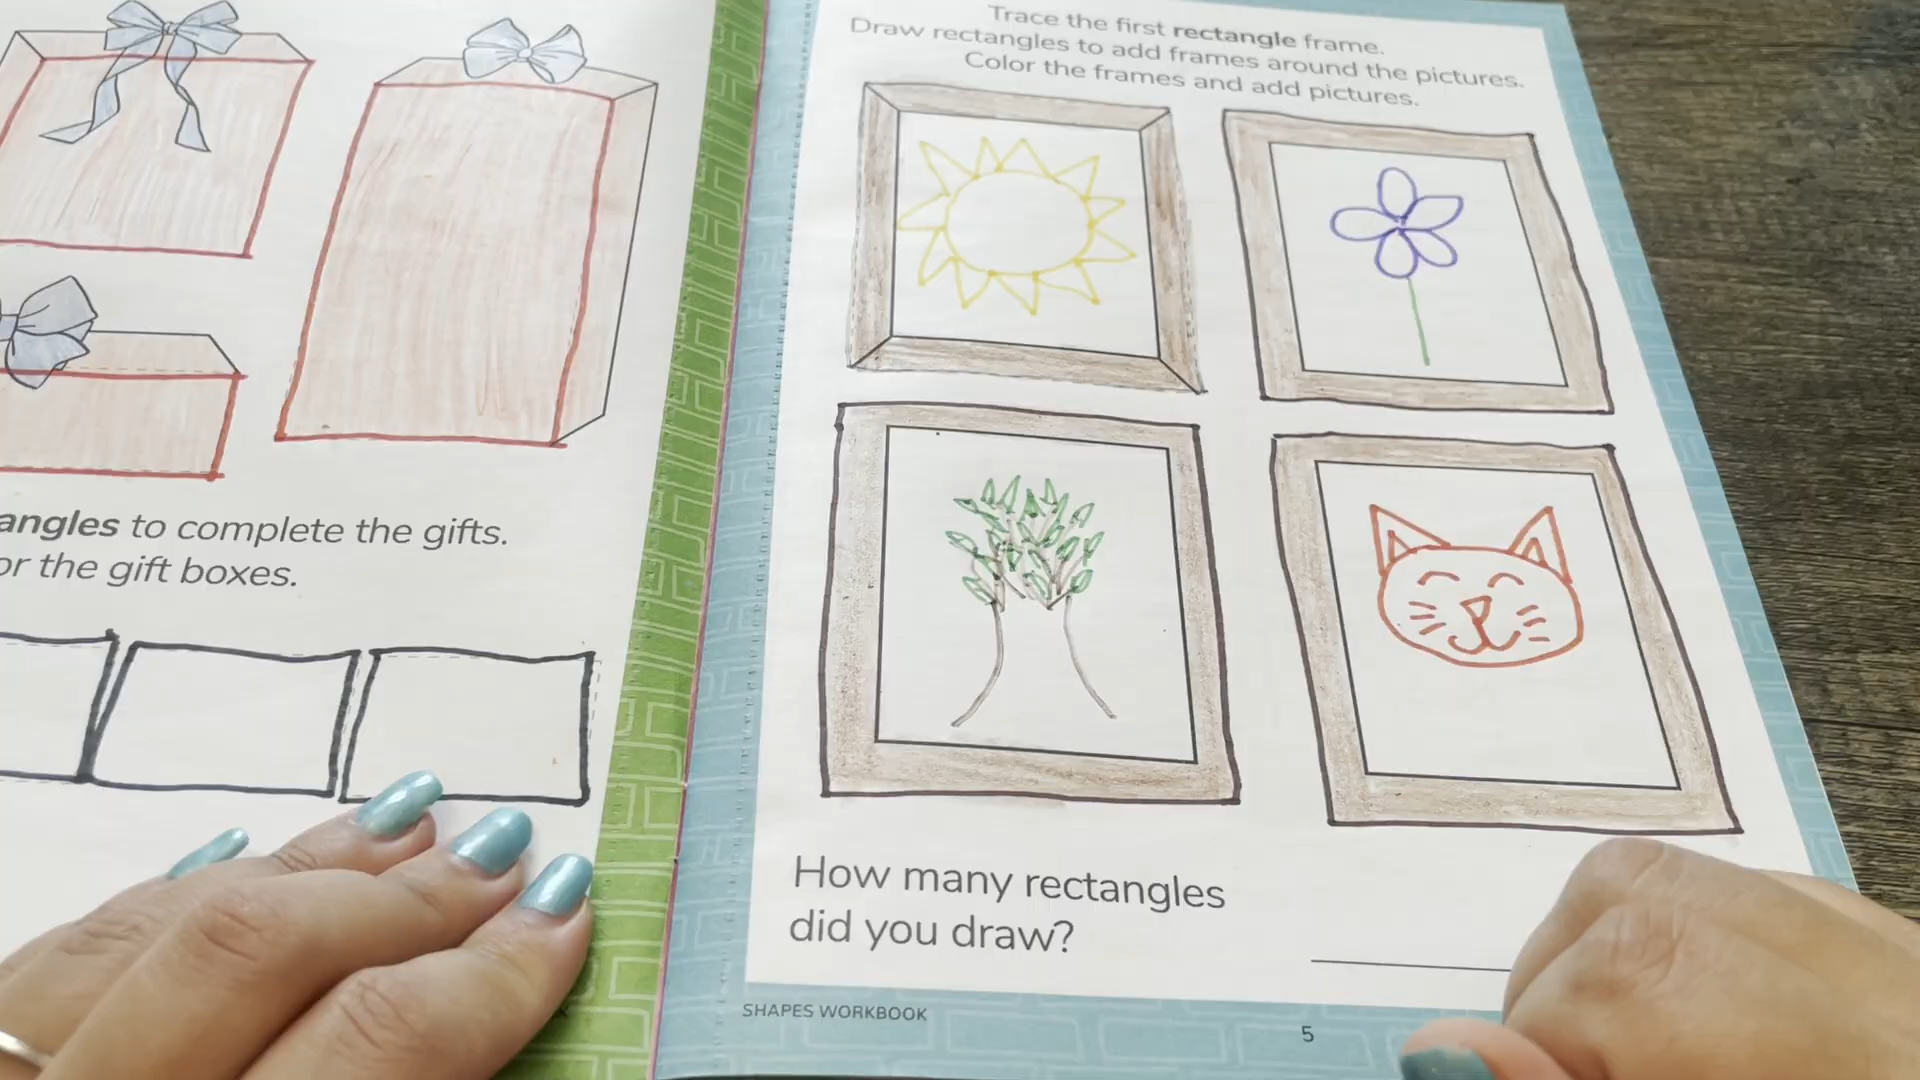 angles to complete the gifts.
or the gift boxes.
Trace the first rectangle frame.
Draw rectangles to add frames around the pictures.
Color the frames and add pictures.
How many rectangles
did you draw?
SHAPES WORKBOOK
5